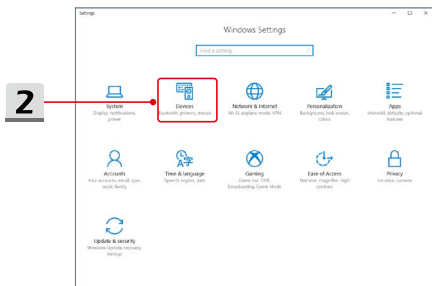 Settings
Windows Settings
Find a setting
2
System
Display, notifications,
power
Devices
Bluetooth, printers, mouse
Network & Internet
Wi-Fi, airplane mode, VPN
Personalization
Background, lock screen,
colors
Apps
Uninstall, defaults, optional
features
Accounts
Your accounts, email, sync,
work, family
Time & language
Speech, region, date
Gaming
Game bar, DVR,
broadcasting, Game Mode
Ease of Access
Narrator, magnifier, high
contrast
Privacy
Location, camera
Update & security
Windows Update, recovery,
backup